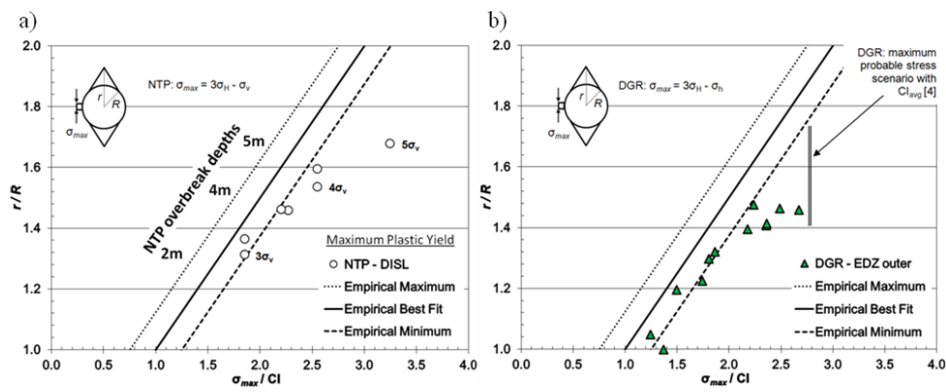 a)
r / R
2.0
1.8
1.6
1.4
1.2
1.0
0.0 0.5 1.0 1.5 2.0 2.5 3.0 3.5 4.0
σmax / CI
r
R
σmax
NTP: σmax = 3σH - σv
NTP overbreak depths
5m
4m
2m
5σv
4σv
3σv
Maximum Plastic Yield
NTP - DISL
Empirical Maximum
Empirical Best Fit
Empirical Minimum
b)
r / R
2.0
1.8
1.6
1.4
1.2
1.0
0.0 0.5 1.0 1.5 2.0 2.5 3.0 3.5 4.0
σmax / CI
r
R
σmax
DGR: σmax = 3σH - σh
DGR: maximum
probable stress
scenario with
CIavg [4]
DGR - EDZ outer
Empirical Maximum
Empirical Best Fit
Empirical Minimum